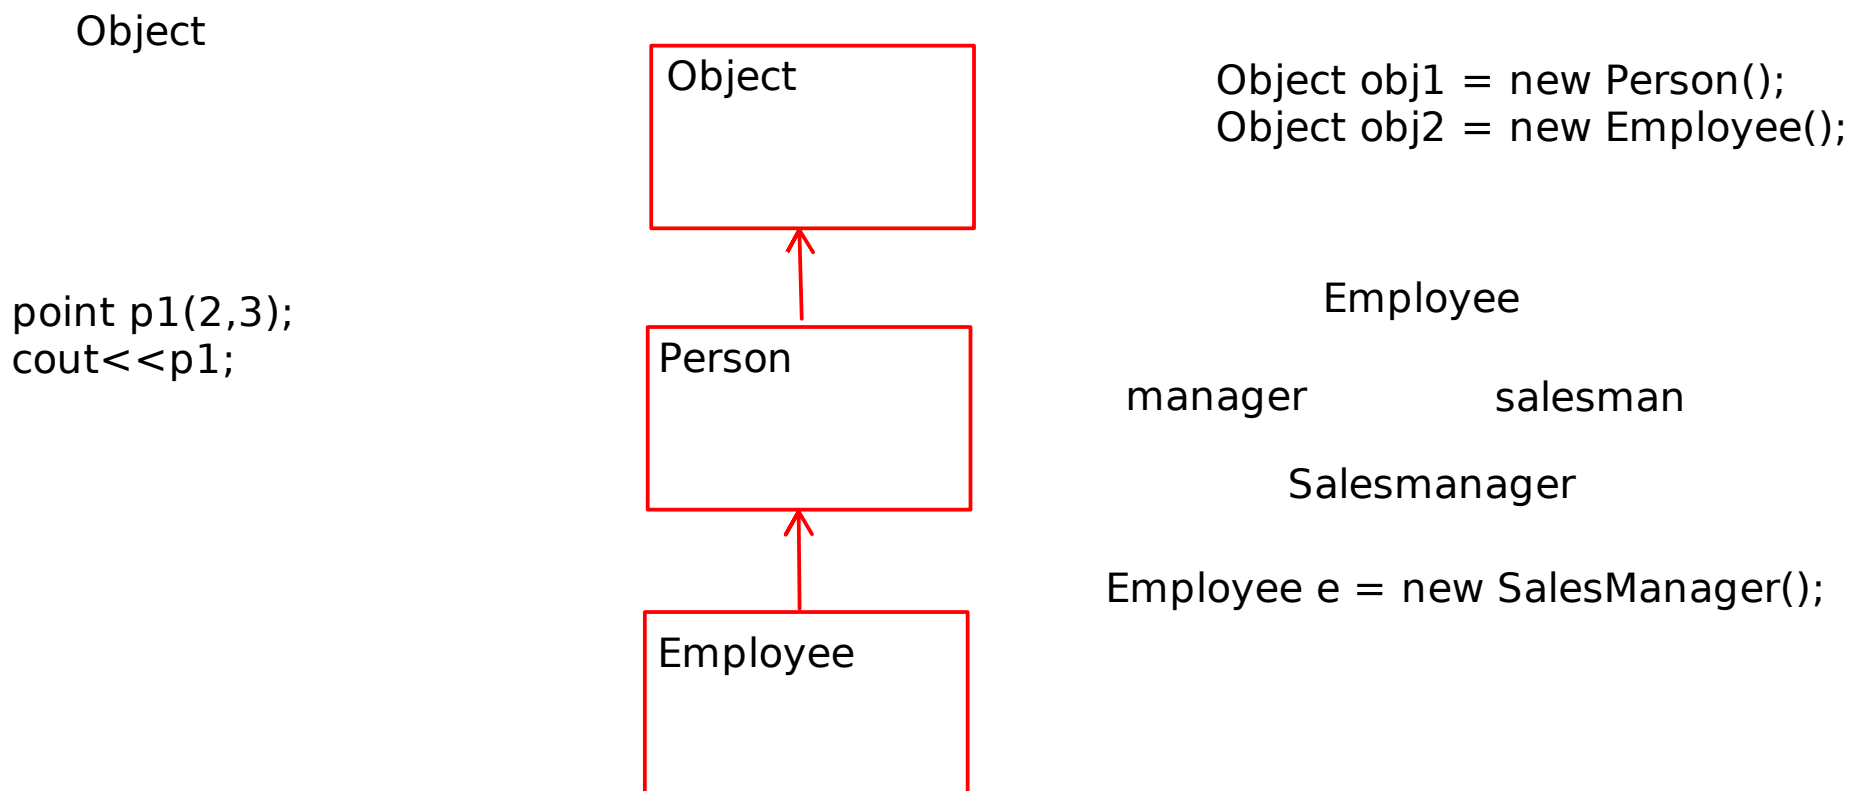 Object
point p1(2,3);
cout<<p1;
Object
Person
Employee
Object obj1 = new Person();
Object obj2 = new Employee();
Employee
manager salesman
Salesmanager
Employee e = new SalesManager();